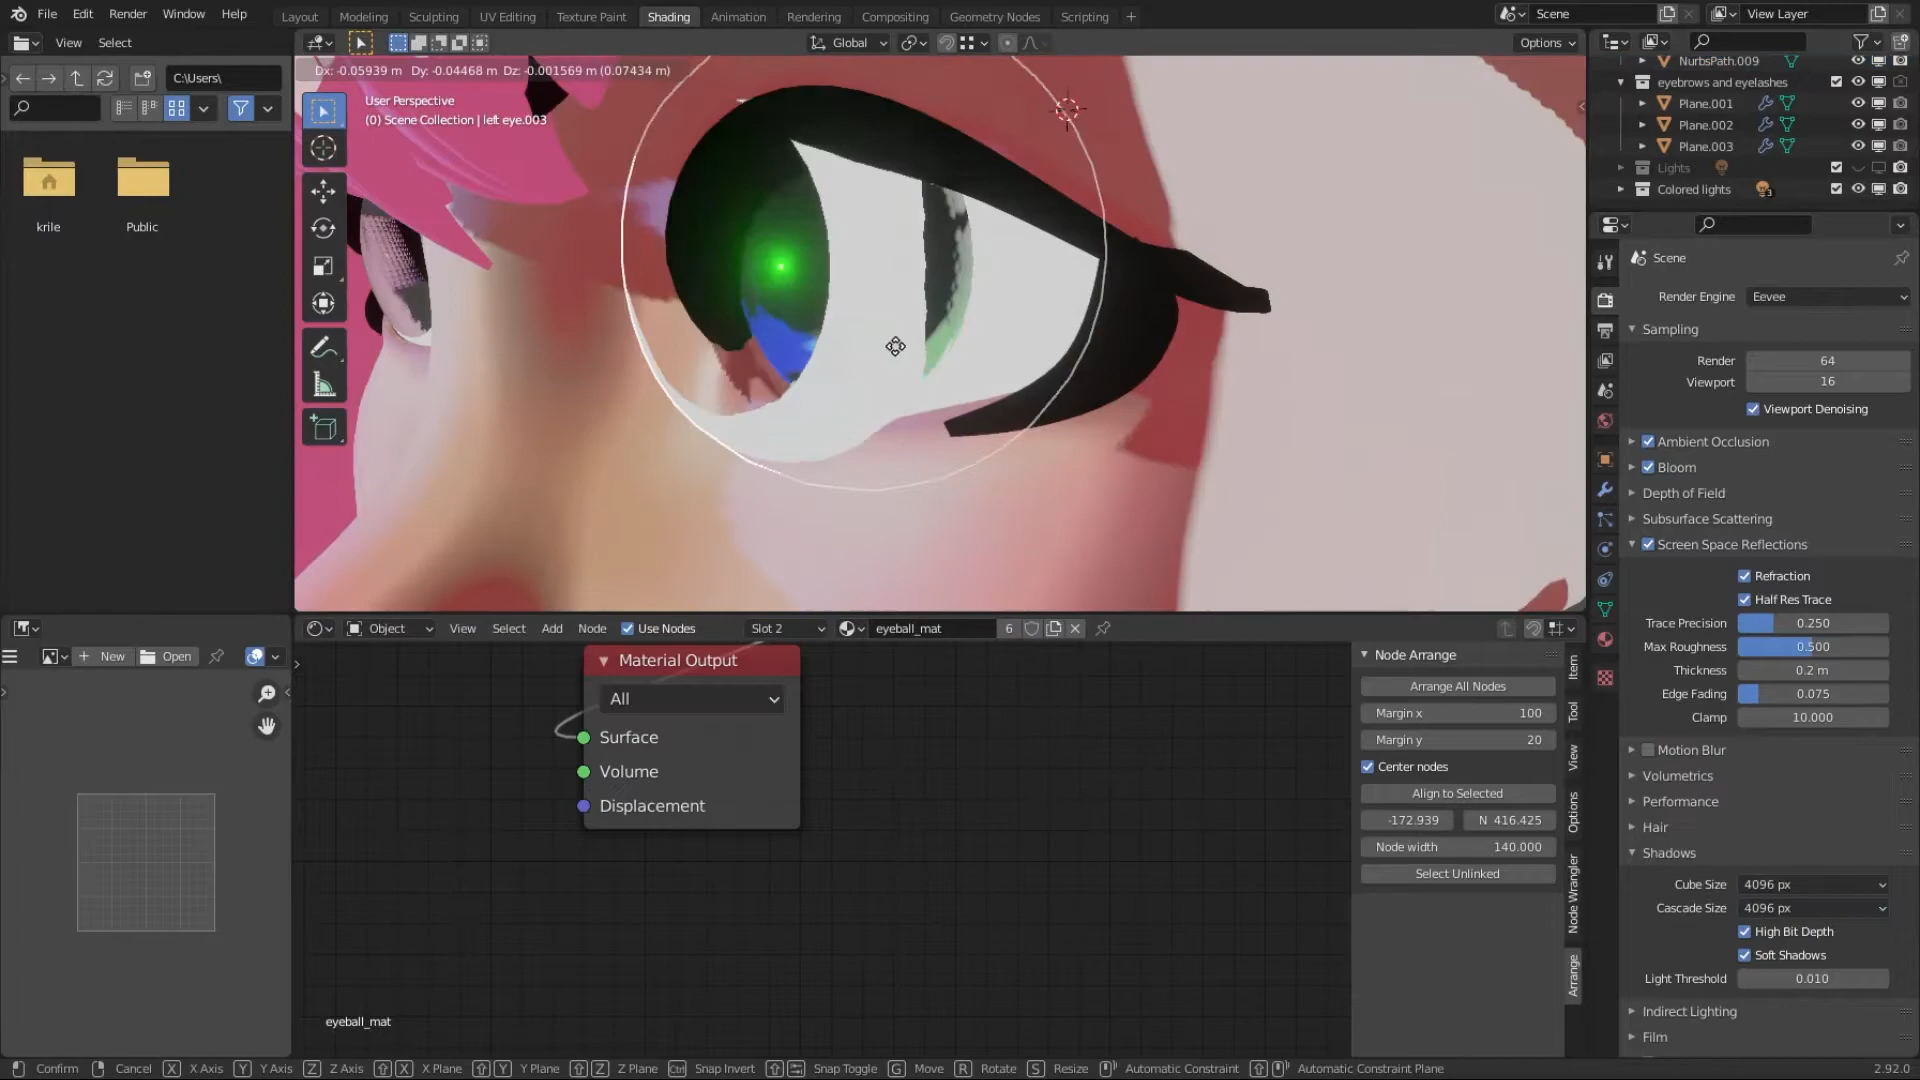 File Edit Render Window Help Layout Modeling Sculpting UV Editing Texture Paint Shading Animation Rendering Compositing Geometry Nodes Scripting + Scene View Layer
View Select Global Options
Dx: -0.05939 m Dy: -0.04468 m Dz: -0.001569 m (0.07434 m)
C:\Users\
User Perspective
(0) Scene Collection | left eye.003
krile Public
NurbsPath.009
eyebrows and eyelashes
Plane.001
Plane.002
Plane.003
Lights
Colored lights
Scene
Render Engine Eevee
Sampling
Render 64
Viewport 16
Viewport Denoising
Ambient Occlusion
Bloom
Depth of Field
Subsurface Scattering
Screen Space Reflections
Refraction
Half Res Trace
Trace Precision 0.250
Max Roughness 0.500
Thickness 0.2 m
Edge Fading 0.075
Clamp 10.000
Motion Blur
Volumetrics
Performance
Hair
Shadows
Cube Size 4096 px
Cascade Size 4096 px
High Bit Depth
Soft Shadows
Light Threshold 0.010
Indirect Lighting
Film
New Open
Object View Select Add Node Use Nodes Slot 2 eyeball_mat 6
Material Output
All
Surface
Volume
Displacement
eyeball_mat
Node Arrange
Arrange All Nodes
Margin x 100
Margin y 20
Center nodes
Align to Selected
-172.939 N 416.425
Node width 140.000
Select Unlinked
Item
Tool
View
Options
Node Wrangler
Arrange
Confirm Cancel X X Axis Y Y Axis Z Z Axis X X Plane Y Y Plane Z Z Plane Ctrl Snap Invert Snap Toggle G Move R Rotate S Resize Automatic Constraint Automatic Constraint Plane 2.92.0